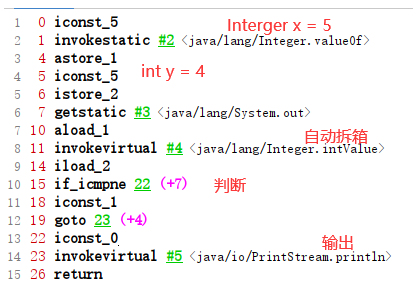 1 0 iconst_5 Interger x = 5
2 1 invokestatic #2 <java/lang/Integer.valueOf>
3 4 astore_1
4 5 iconst_5 int y = 4
5 6 istore_2
6 7 getstatic #3 <java/lang/System.out>
7 10 aload_1 自动拆箱
8 11 invokevirtual #4 <java/lang/Integer.intValue>
9 14 iload_2
10 15 if_icmpne 22 (+7) 判断
11 18 iconst_1
12 19 goto 23 (+4)
13 22 iconst_0 输出
14 23 invokevirtual #5 <java/io/PrintStream.println>
15 26 return